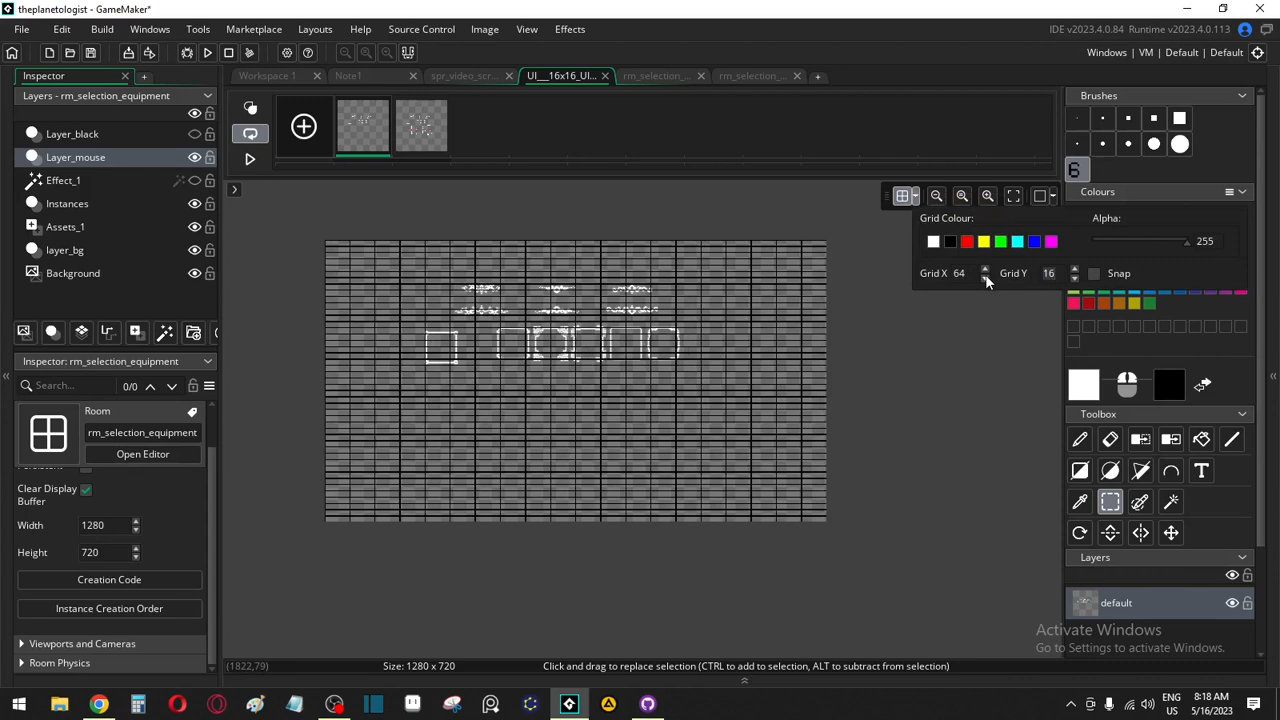 theplanetologist - GameMaker*
File Edit Build Windows Tools Marketplace Layouts Help Source Control Image View Effects
IDE v2023.4.0.84 Runtime v2023.4.0.113
Windows | VM | Default | Default
Inspector
Workspace 1
Note1
spr_video_scr...
UI__16x16_UI...
rm_selection_...
rm_selection_...
Layers - rm_selection_equipment
Layer_black
Layer_mouse
Effect_1
Instances
Assets_1
layer_bg
Background
Inspector: rm_selection_equipment
Search...
0/0
Room
rm_selection_equipment
Open Editor
Clear Display
Buffer
Width 1280
Height 720
Creation Code
Instance Creation Order
Viewports and Cameras
Room Physics
Brushes
Colours
Grid Colour:
Alpha:
255
Grid X 64 Grid Y 16 Snap
Toolbox
Layers
default
Activate Windows
Go to Settings to activate Windows.
(1822,79)
Size: 1280 x 720
Click and drag to replace selection (CTRL to add to selection, ALT to subtract from selection)
ENG
US
8:18 AM
5/16/2023